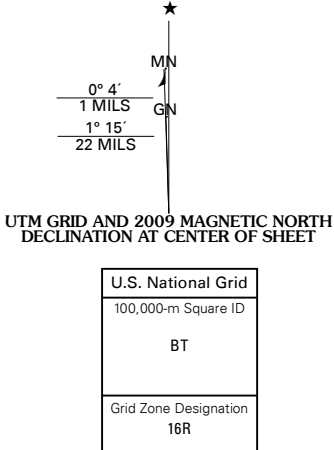 ★
MN
0° 4´
1 MILS
GN
1° 15´
22 MILS
UTM GRID AND 2009 MAGNETIC NORTH
DECLINATION AT CENTER OF SHEET
U.S. National Grid
100,000-m Square ID
BT
Grid Zone Designation
16R